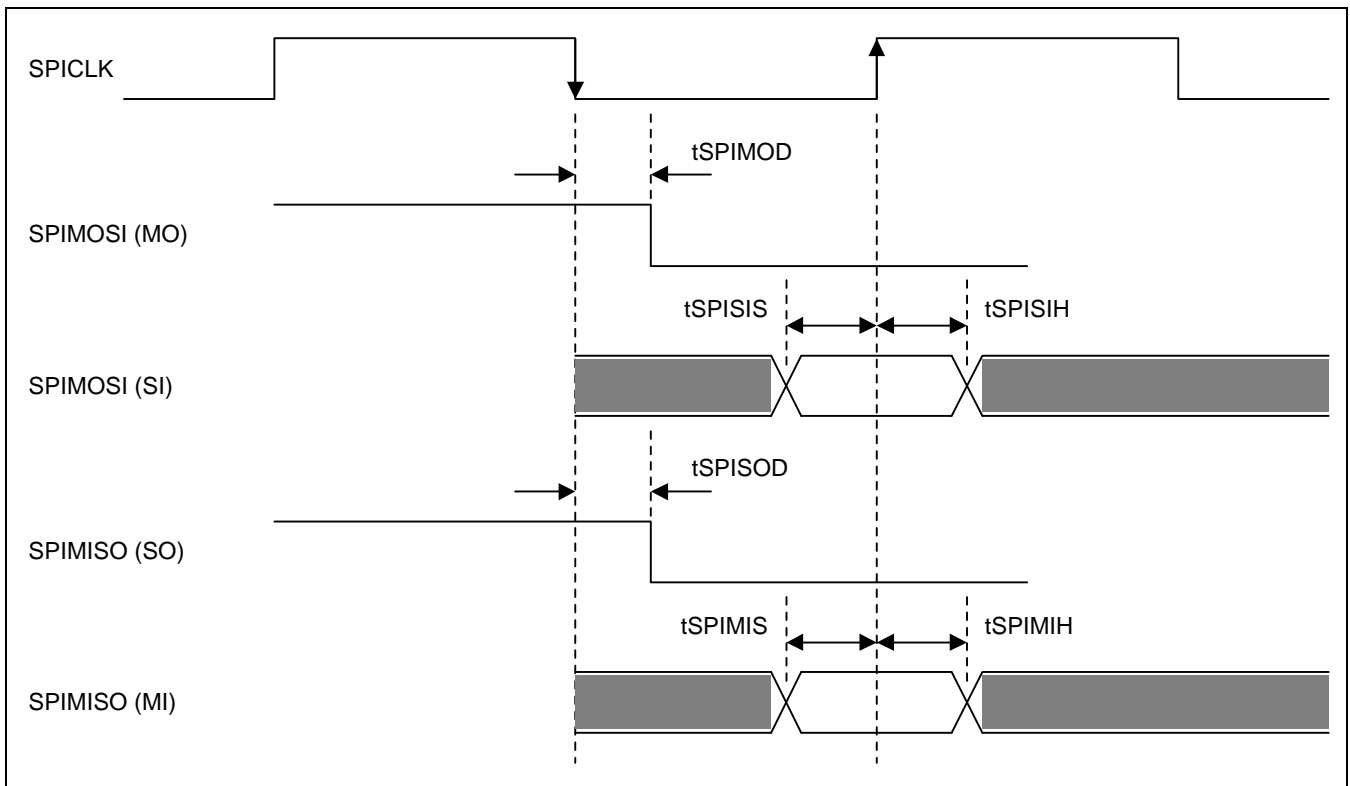 SPICLK
tSPIMOD
SPIMOSI (MO)
tSPISIS
tSPISIH
SPIMOSI (SI)
tSPISOD
SPIMISO (SO)
tSPIMIS
tSPIMIH
SPIMISO (MI)